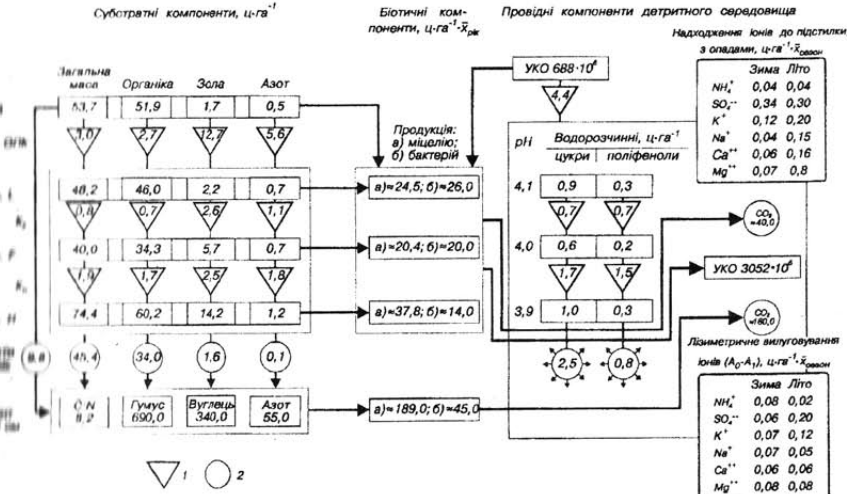 Субстратні компоненти, ц·га⁻¹
Біотичні ком-
поненти, ц·га⁻¹·x̄рік
Провідні компоненти детритного середовища
Надходження іонів до підстилки
з опадами, ц·га⁻¹·x̄сезон
Зима Літо
NH₄⁺ 0,04 0,04
SO₄⁻⁻ 0,34 0,30
K⁺ 0,12 0,20
Na⁺ 0,04 0,15
Ca⁺⁺ 0,06 0,16
Mg⁺⁺ 0,07 0,8
УКО 688·10⁶
4,4
Загальна
маса
Органіка Зола Азот
53,7 51,9 1,7 0,5
3,0 2,7 12,7 5,6
48,2 46,0 2,2 0,7
0,8 0,7 2,6 1,1
F 40,0 34,3 5,7 0,7
1,9 1,7 2,5 1,8
H 74,4 60,2 14,2 1,2
8,8 45,4 34,0 1,6 0,1
C:N
8,2
Гумус
690,0
Вуглець
340,0
Азот
55,0
Продукція:
а) міцелію;
б) бактерій
а)≈24,5; б)≈26,0
а)≈20,4; б)≈20,0
а)≈37,8; б)≈14,0
а)≈189,0; б)≈45,0
pH Водорозчинні, ц·га⁻¹
цукри поліфеноли
4,1 0,9 0,3
0,7 0,7
4,0 0,6 0,2
1,7 1,5
3,9 1,0 0,3
2,5 0,8
CO₂
≈40,0
УКО 3052·10⁶
CO₂
≈160,0
Лізиметричне вилуговування
іонів (A₀-A₁), ц·га⁻¹·x̄сезон
Зима Літо
NH₄⁺ 0,08 0,02
SO₄⁻⁻ 0,06 0,20
K⁺ 0,07 0,12
Na⁺ 0,07 0,05
Ca⁺⁺ 0,06 0,06
Mg⁺⁺ 0,08 0,08
1 2